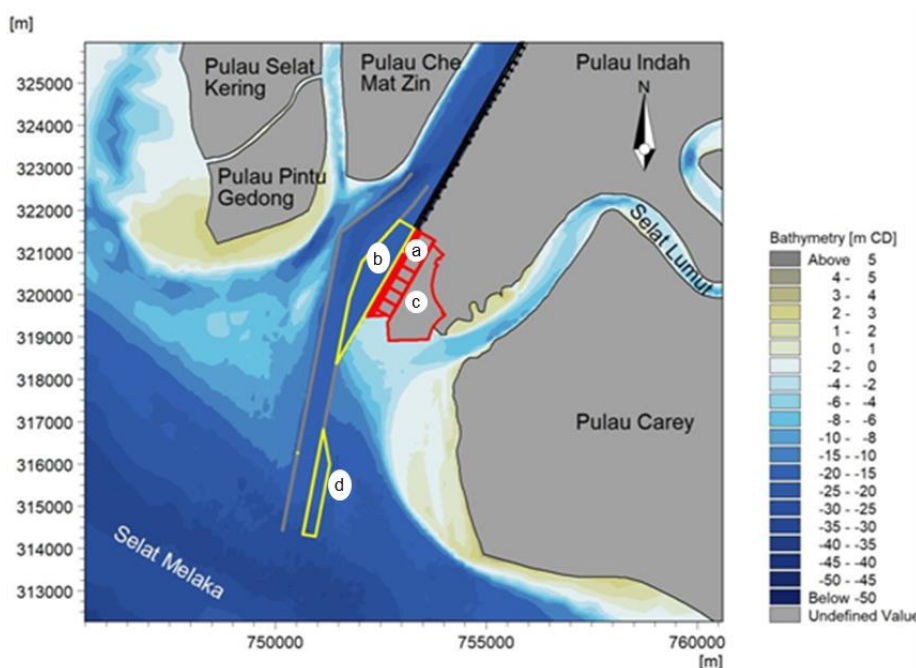 [m]
325000
324000
323000
322000
321000
320000
319000
318000
317000
316000
315000
314000
313000
Pulau Selat
Kering
Pulau Che
Mat Zin
Pulau Indah
N
Pulau Pintu
Gedong
Selat Lumut
a
b
c
Pulau Carey
d
Selat Melaka
750000
755000
760000
[m]
Bathymetry [m CD]
Above 5
4 - 5
3 - 4
2 - 3
1 - 2
0 - 1
-2 - 0
-4 - -2
-6 - -4
-8 - -6
-10 - -8
-15 - -10
-20 - -15
-25 - -20
-30 - -25
-35 - -30
-40 - -35
-45 - -40
-50 - -45
Below -50
Undefined Value